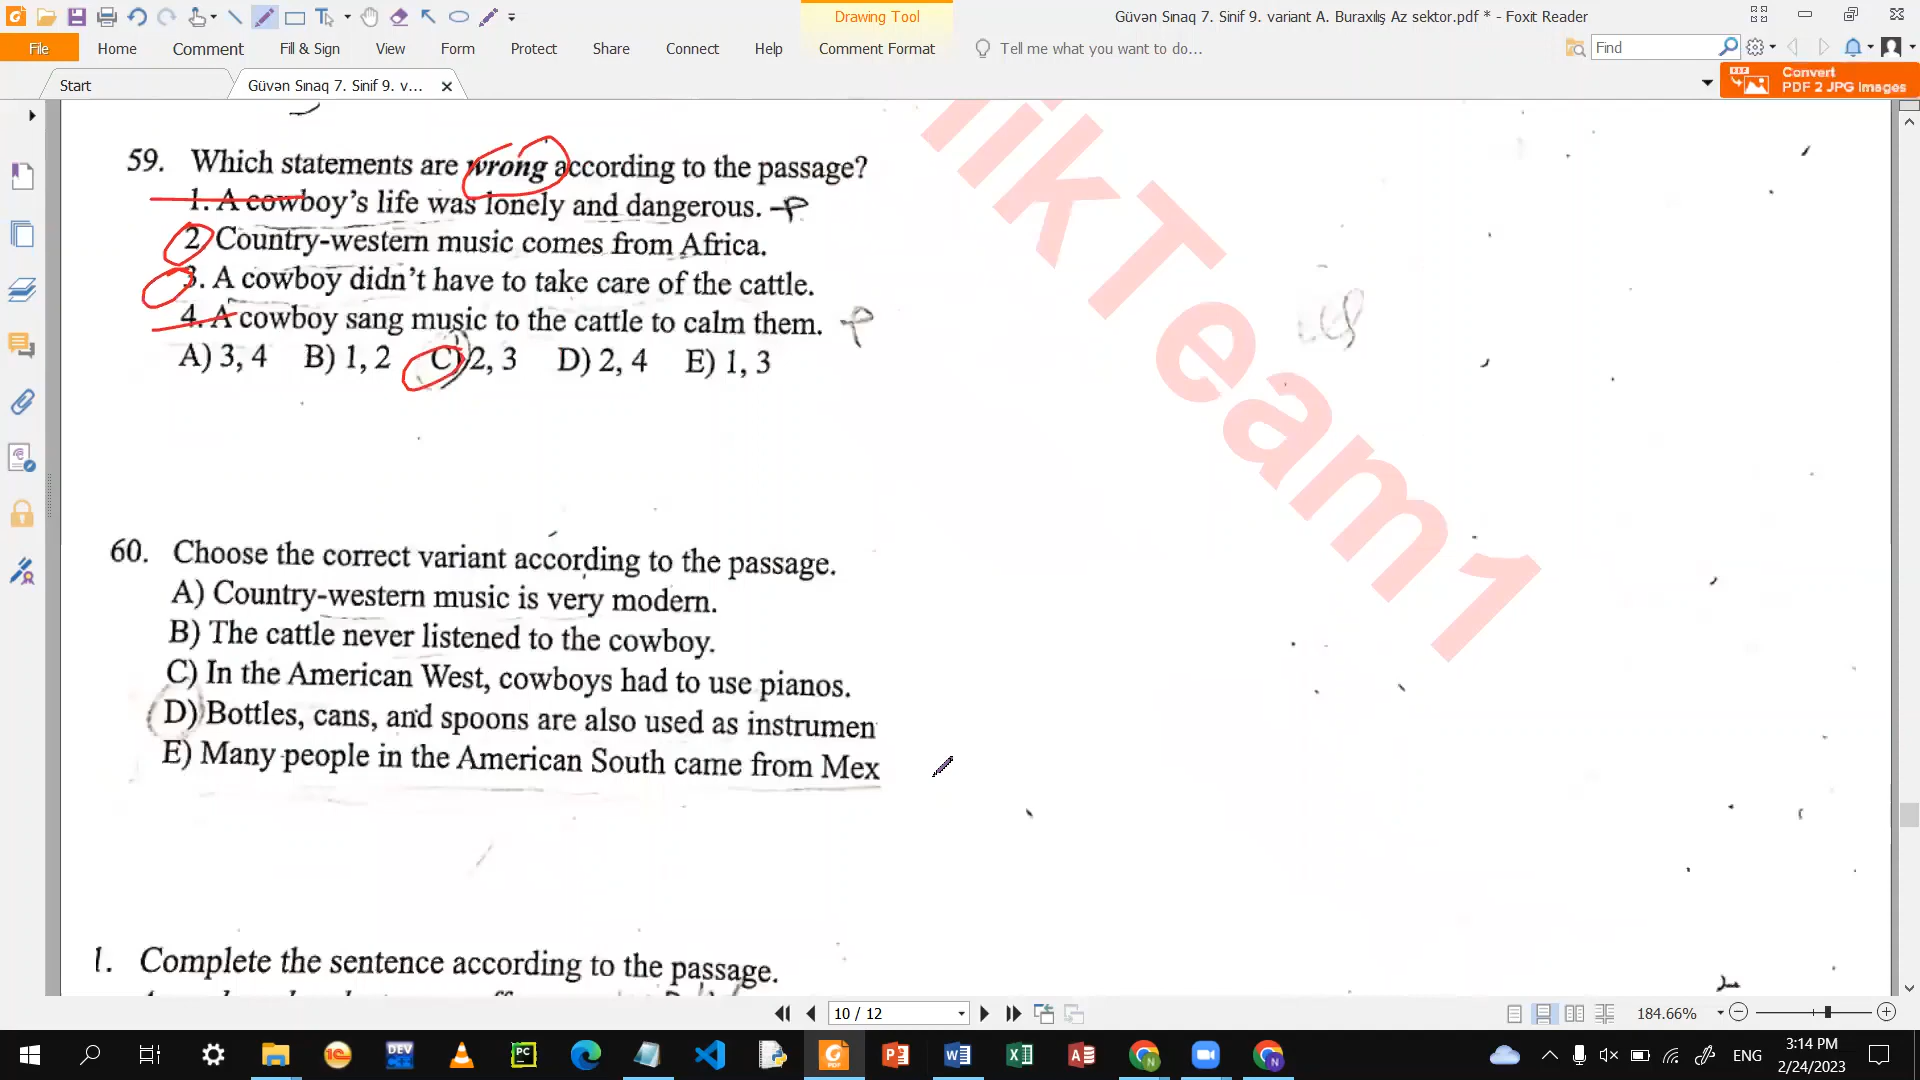 Drawing Tool
Güvən Sınaq 7. Sinif 9. variant A. Buraxılış Az sektor.pdf * - Foxit Reader
File
Home
Comment
Fill & Sign
View
Form
Protect
Share
Connect
Help
Comment Format
Tell me what you want to do...
Find
Start
Güvən Sınaq 7. Sinif 9. v...
Convert
PDF 2 JPG Images
59. Which statements are wrong according to the passage?
1. A cowboy's life was lonely and dangerous.
2. Country-western music comes from Africa.
3. A cowboy didn't have to take care of the cattle.
4. A cowboy sang music to the cattle to calm them.
A) 3, 4 B) 1, 2 C) 2, 3 D) 2, 4 E) 1, 3
60. Choose the correct variant according to the passage.
A) Country-western music is very modern.
B) The cattle never listened to the cowboy.
C) In the American West, cowboys had to use pianos.
D) Bottles, cans, and spoons are also used as instrumen
E) Many people in the American South came from Mex
1. Complete the sentence according to the passage.
ikTeam1
10 / 12
184.66%
ENG
3:14 PM
2/24/2023